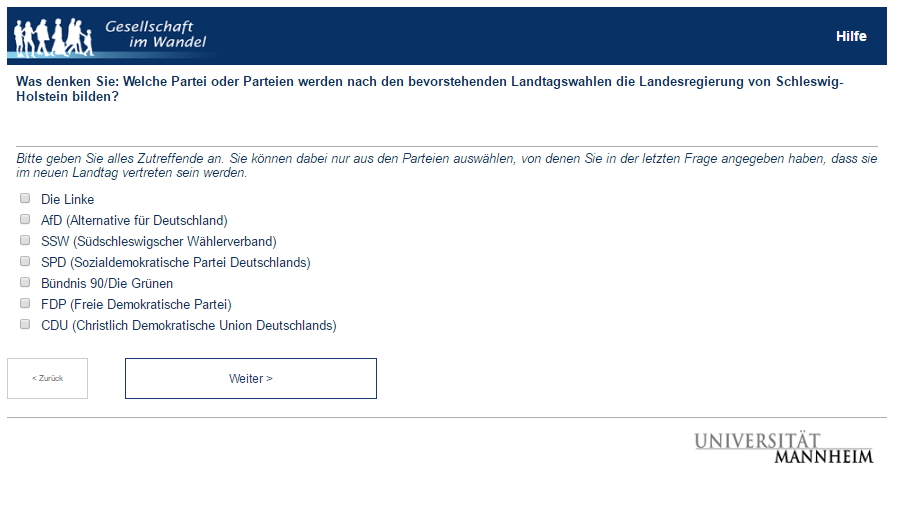 Gesellschaft
im Wandel
Hilfe
Was denken Sie: Welche Partei oder Parteien werden nach den bevorstehenden Landtagswahlen die Landesregierung von Schleswig-
Holstein bilden?
Bitte geben Sie alles Zutreffende an. Sie können dabei nur aus den Parteien auswählen, von denen Sie in der letzten Frage angegeben haben, dass sie
im neuen Landtag vertreten sein werden.
Die Linke
AfD (Alternative für Deutschland)
SSW (Südschleswigscher Wählerverband)
SPD (Sozialdemokratische Partei Deutschlands)
Bündnis 90/Die Grünen
FDP (Freie Demokratische Partei)
CDU (Christlich Demokratische Union Deutschlands)
< Zurück
Weiter >
UNIVERSITÄT
MANNHEIM